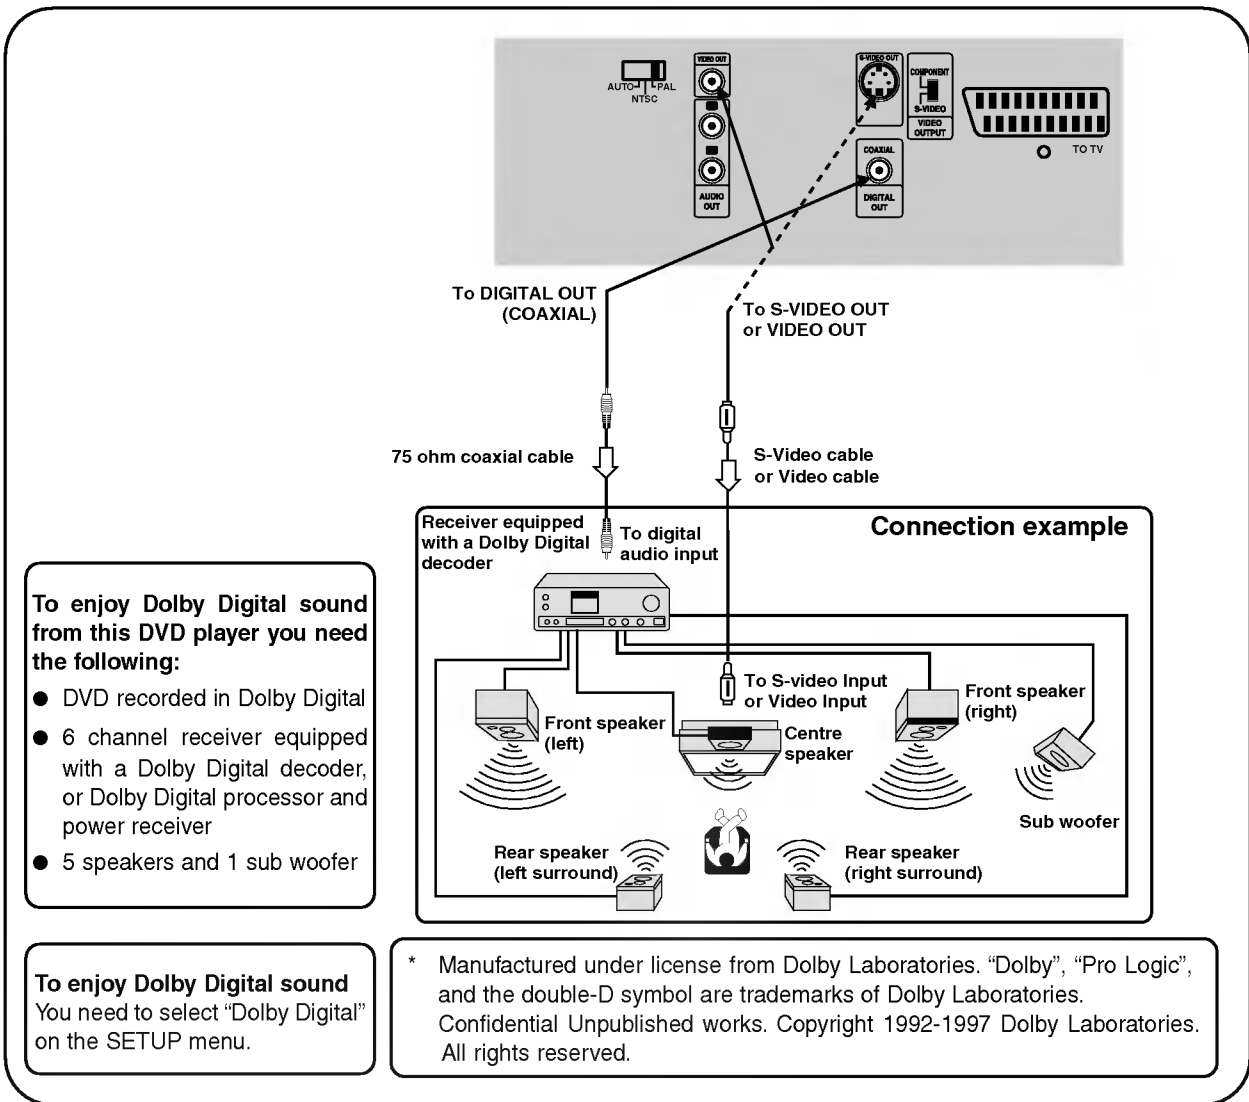 VIDEO OUT
S-VIDEO OUT
COMPONENT
AUTO
PAL
NTSC
S-VIDEO
VIDEO
OUTPUT
COAXIAL
TO TV
AUDIO
OUT
DIGITAL
OUT
To DIGITAL OUT
(COAXIAL)
To S-VIDEO OUT
or VIDEO OUT
75 ohm coaxial cable
S-Video cable
or Video cable
Receiver equipped
with a Dolby Digital
decoder
To digital
audio input
Connection example
To S-video Input
or Video Input
Front speaker
(left)
Centre
speaker
Front speaker
(right)
Sub woofer
Rear speaker
(left surround)
Rear speaker
(right surround)
To enjoy Dolby Digital sound
from this DVD player you need
the following:
● DVD recorded in Dolby Digital
● 6 channel receiver equipped
with a Dolby Digital decoder,
or Dolby Digital processor and
power receiver
● 5 speakers and 1 sub woofer
To enjoy Dolby Digital sound
You need to select “Dolby Digital”
on the SETUP menu.
* Manufactured under license from Dolby Laboratories. “Dolby”, “Pro Logic”,
and the double-D symbol are trademarks of Dolby Laboratories.
Confidential Unpublished works. Copyright 1992-1997 Dolby Laboratories.
All rights reserved.